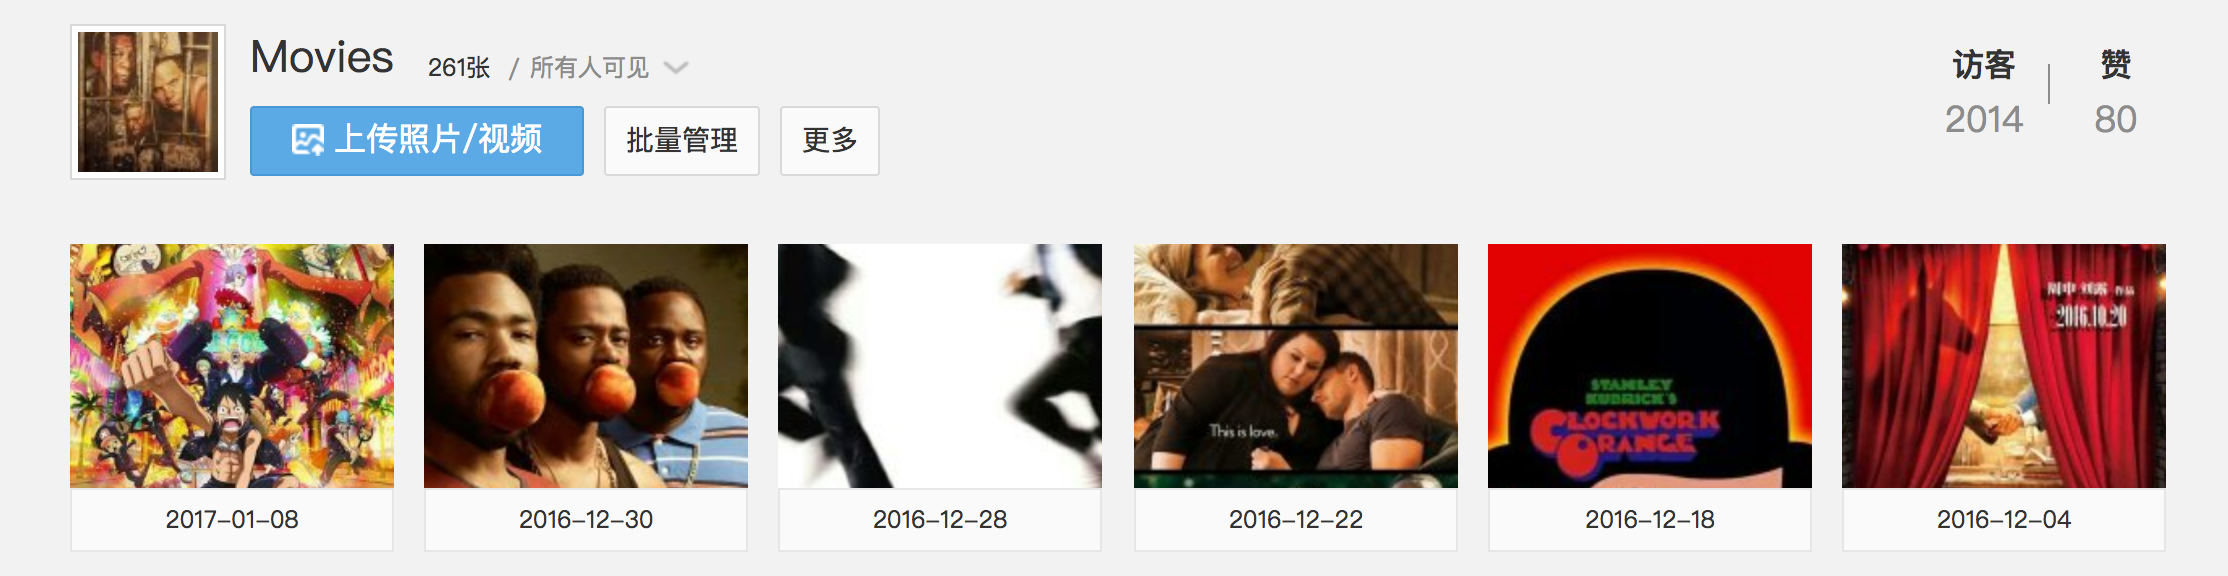 Movies 261张 / 所有人可见
上传照片/视频 批量管理 更多
访客 赞
2014 80
This is love.
STANLEY
KUBRICK'S
CLOCKWORK
ORANGE
2016.10.20
2017-01-08 2016-12-30 2016-12-28 2016-12-22 2016-12-18 2016-12-04